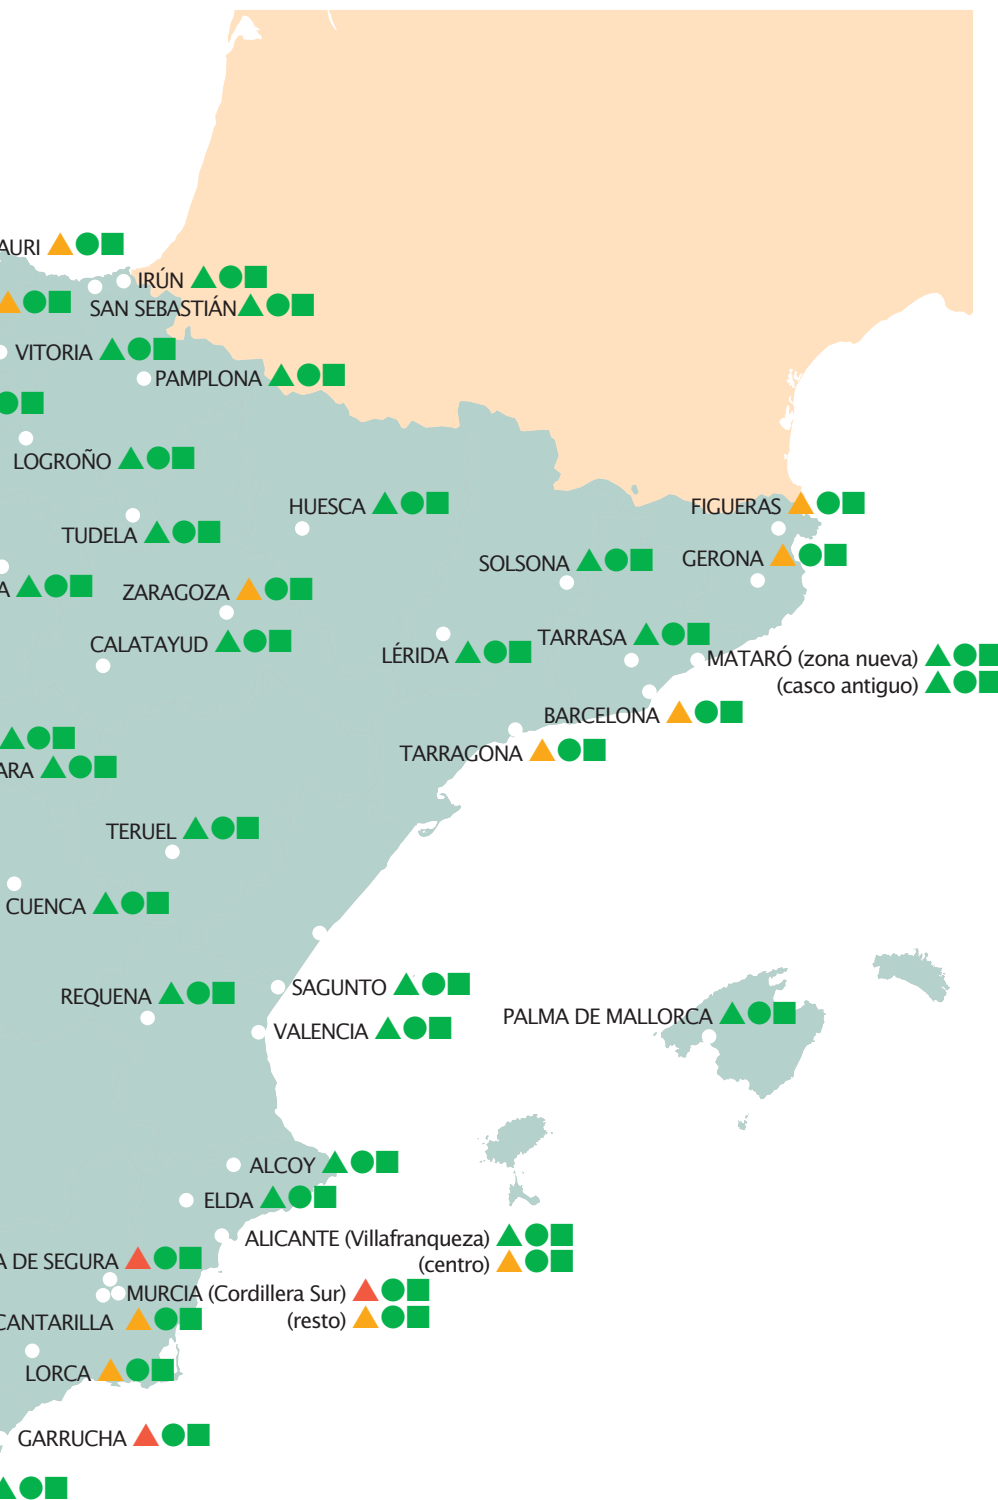 AURI
IRÚN
SAN SEBASTIÁN
VITORIA
PAMPLONA
LOGROÑO
HUESCA
FIGUERAS
TUDELA
SOLSONA
GERONA
A
ZARAGOZA
CALATAYUD
LÉRIDA
TARRASA
MATARÓ (zona nueva)
(casco antiguo)
BARCELONA
TARRAGONA
ARA
TERUEL
CUENCA
REQUENA
SAGUNTO
PALMA DE MALLORCA
VALENCIA
ALCOY
ELDA
ALICANTE (Villafranqueza)
(centro)
A DE SEGURA
MURCIA (Cordillera Sur)
(resto)
CANTARILLA
LORCA
GARRUCHA